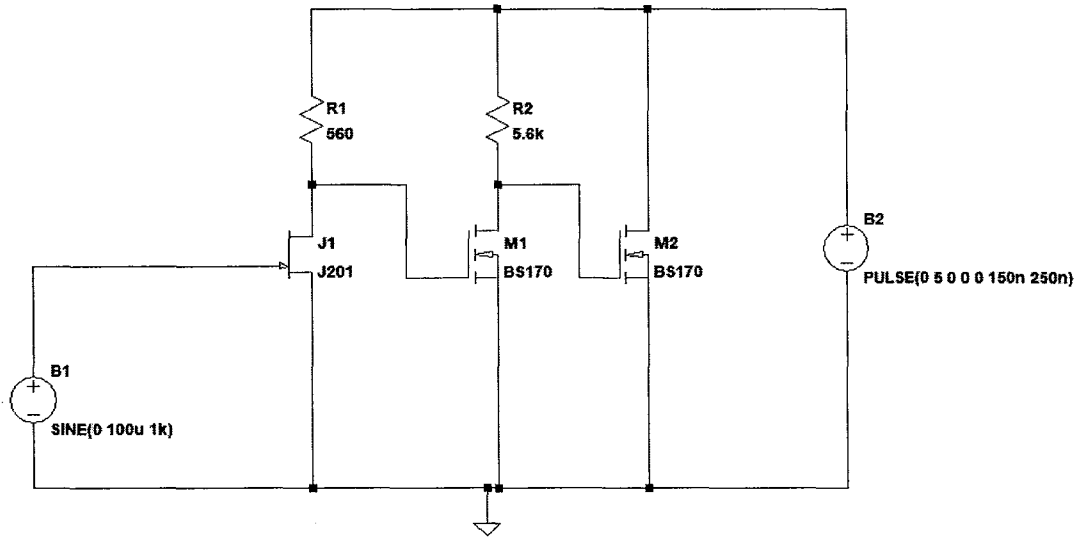 R1
560
R2
5.6k
J1
J201
M1
BS170
M2
BS170
B2
PULSE(0 5 0 0 0 150n 250n)
B1
SINE(0 100u 1k)